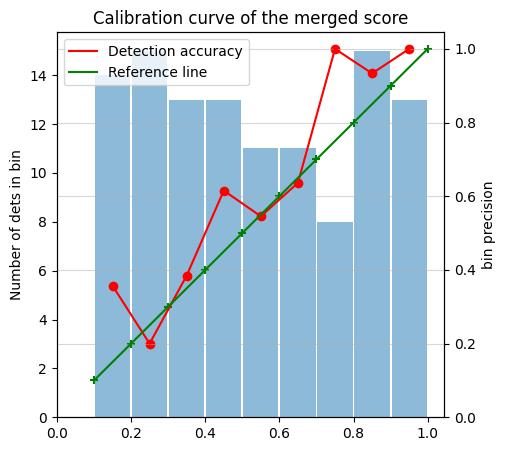 Calibration curve of the merged score
Detection accuracy
Reference line
Number of dets in bin
bin precision
14
12
10
8
6
4
2
0
1.0
0.8
0.6
0.4
0.2
0.0
0.0 0.2 0.4 0.6 0.8 1.0